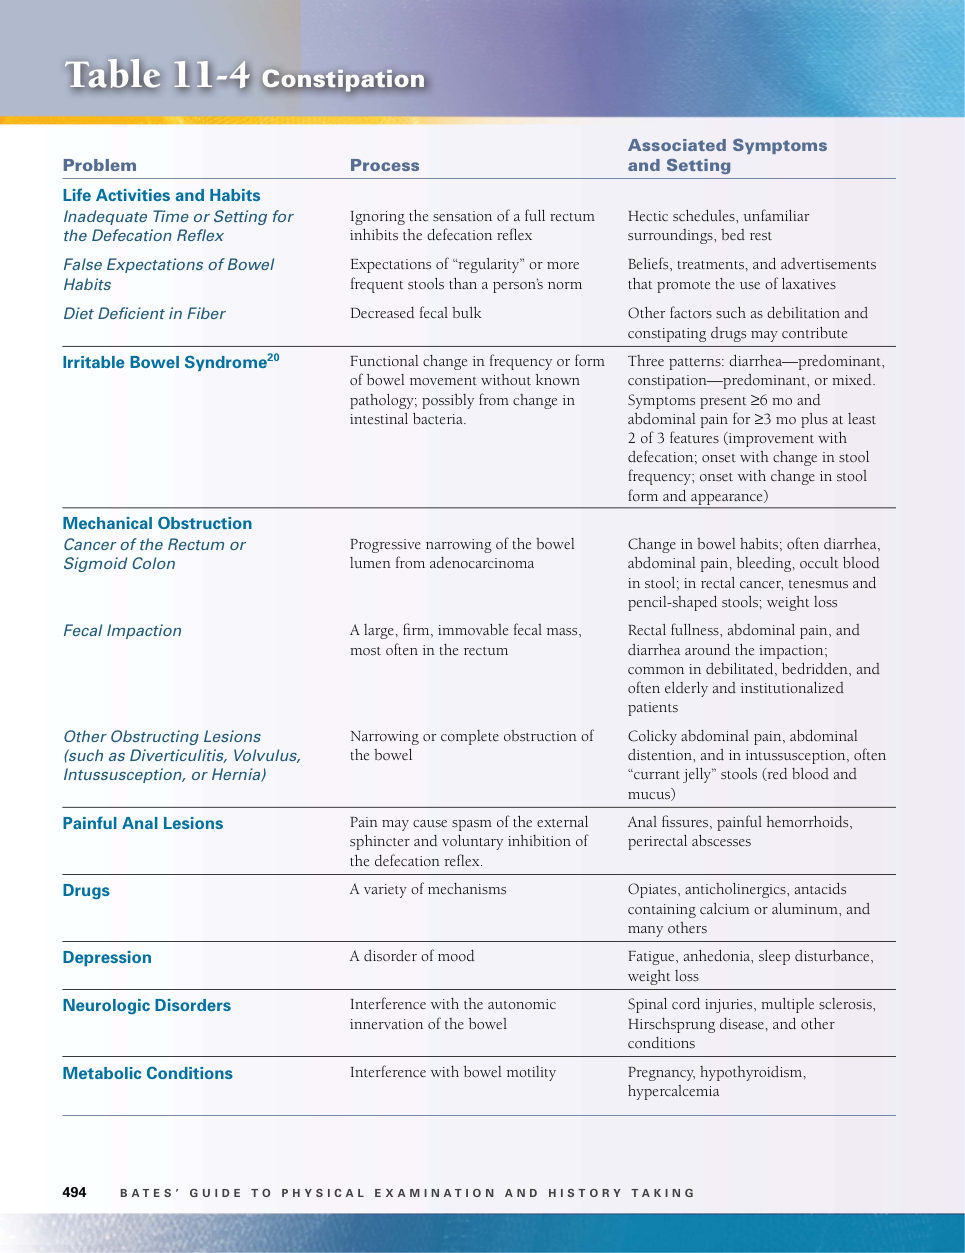 Table 11-4 Constipation
Problem
Process
Associated Symptoms
and Setting
Life Activities and Habits
Inadequate Time or Setting for
the Defecation Reflex
Ignoring the sensation of a full rectum
inhibits the defecation reflex
Hectic schedules, unfamiliar
surroundings, bed rest
False Expectations of Bowel
Habits
Expectations of “regularity” or more
frequent stools than a person’s norm
Beliefs, treatments, and advertisements
that promote the use of laxatives
Diet Deficient in Fiber
Decreased fecal bulk
Other factors such as debilitation and
constipating drugs may contribute
Irritable Bowel Syndrome20
Functional change in frequency or form
of bowel movement without known
pathology; possibly from change in
intestinal bacteria.
Three patterns: diarrhea—predominant,
constipation—predominant, or mixed.
Symptoms present ≥6 mo and
abdominal pain for ≥3 mo plus at least
2 of 3 features (improvement with
defecation; onset with change in stool
frequency; onset with change in stool
form and appearance)
Mechanical Obstruction
Cancer of the Rectum or
Sigmoid Colon
Progressive narrowing of the bowel
lumen from adenocarcinoma
Change in bowel habits; often diarrhea,
abdominal pain, bleeding, occult blood
in stool; in rectal cancer, tenesmus and
pencil-shaped stools; weight loss
Fecal Impaction
A large, firm, immovable fecal mass,
most often in the rectum
Rectal fullness, abdominal pain, and
diarrhea around the impaction;
common in debilitated, bedridden, and
often elderly and institutionalized
patients
Other Obstructing Lesions
(such as Diverticulitis, Volvulus,
Intussusception, or Hernia)
Narrowing or complete obstruction of
the bowel
Colicky abdominal pain, abdominal
distention, and in intussusception, often
“currant jelly” stools (red blood and
mucus)
Painful Anal Lesions
Pain may cause spasm of the external
sphincter and voluntary inhibition of
the defecation reflex.
Anal fissures, painful hemorrhoids,
perirectal abscesses
Drugs
A variety of mechanisms
Opiates, anticholinergics, antacids
containing calcium or aluminum, and
many others
Depression
A disorder of mood
Fatigue, anhedonia, sleep disturbance,
weight loss
Neurologic Disorders
Interference with the autonomic
innervation of the bowel
Spinal cord injuries, multiple sclerosis,
Hirschsprung disease, and other
conditions
Metabolic Conditions
Interference with bowel motility
Pregnancy, hypothyroidism,
hypercalcemia
494 BATES’ GUIDE TO PHYSICAL EXAMINATION AND HISTORY TAKING